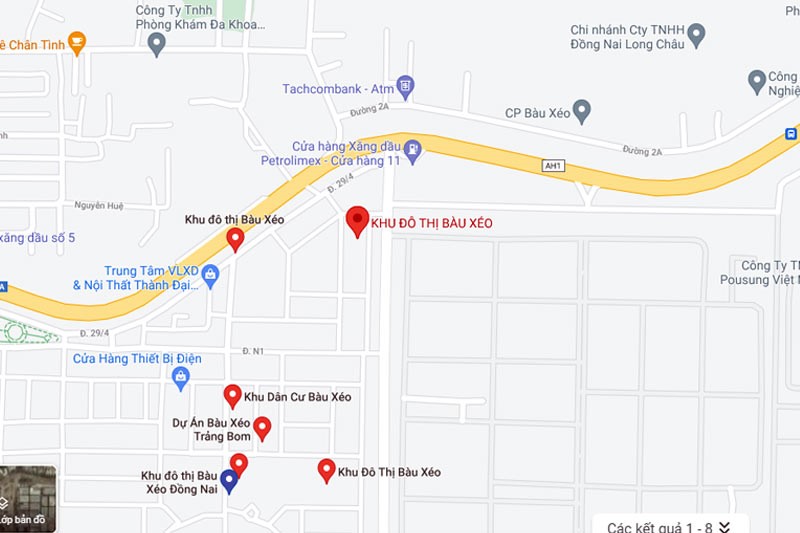 Công Ty Tnhh
Phòng Khám Đa Khoa...
ê Chân Tình
Chi nhánh Cty TNHH
Đồng Nai Long Châu
Phư
Công
Nghiệ
Tachcombank - Atm
Đường 2A
CP Bàu Xéo
Đường 2A
Cửa hàng Xăng dầu
Petrolimex - Cửa hàng 11
AH1
Đ. 29/4
Nguyễn Huệ
Khu đô thị Bàu Xéo
KHU ĐÔ THỊ BÀU XÉO
xăng dầu số 5
Trung Tâm VLXD
& Nội Thất Thành Đại...
Công Ty TN
Pousung Việt N
A
Đ. 29/4
Đ. N1
Cửa Hàng Thiết Bị Điện
Khu Dân Cư Bàu Xéo
Dự Án Bàu Xéo
Trảng Bom
Khu đô thị Bàu
Xéo Đồng Nai
Khu Đô Thị Bàu Xéo
Lớp bản đồ
Các kết quả 1 - 8